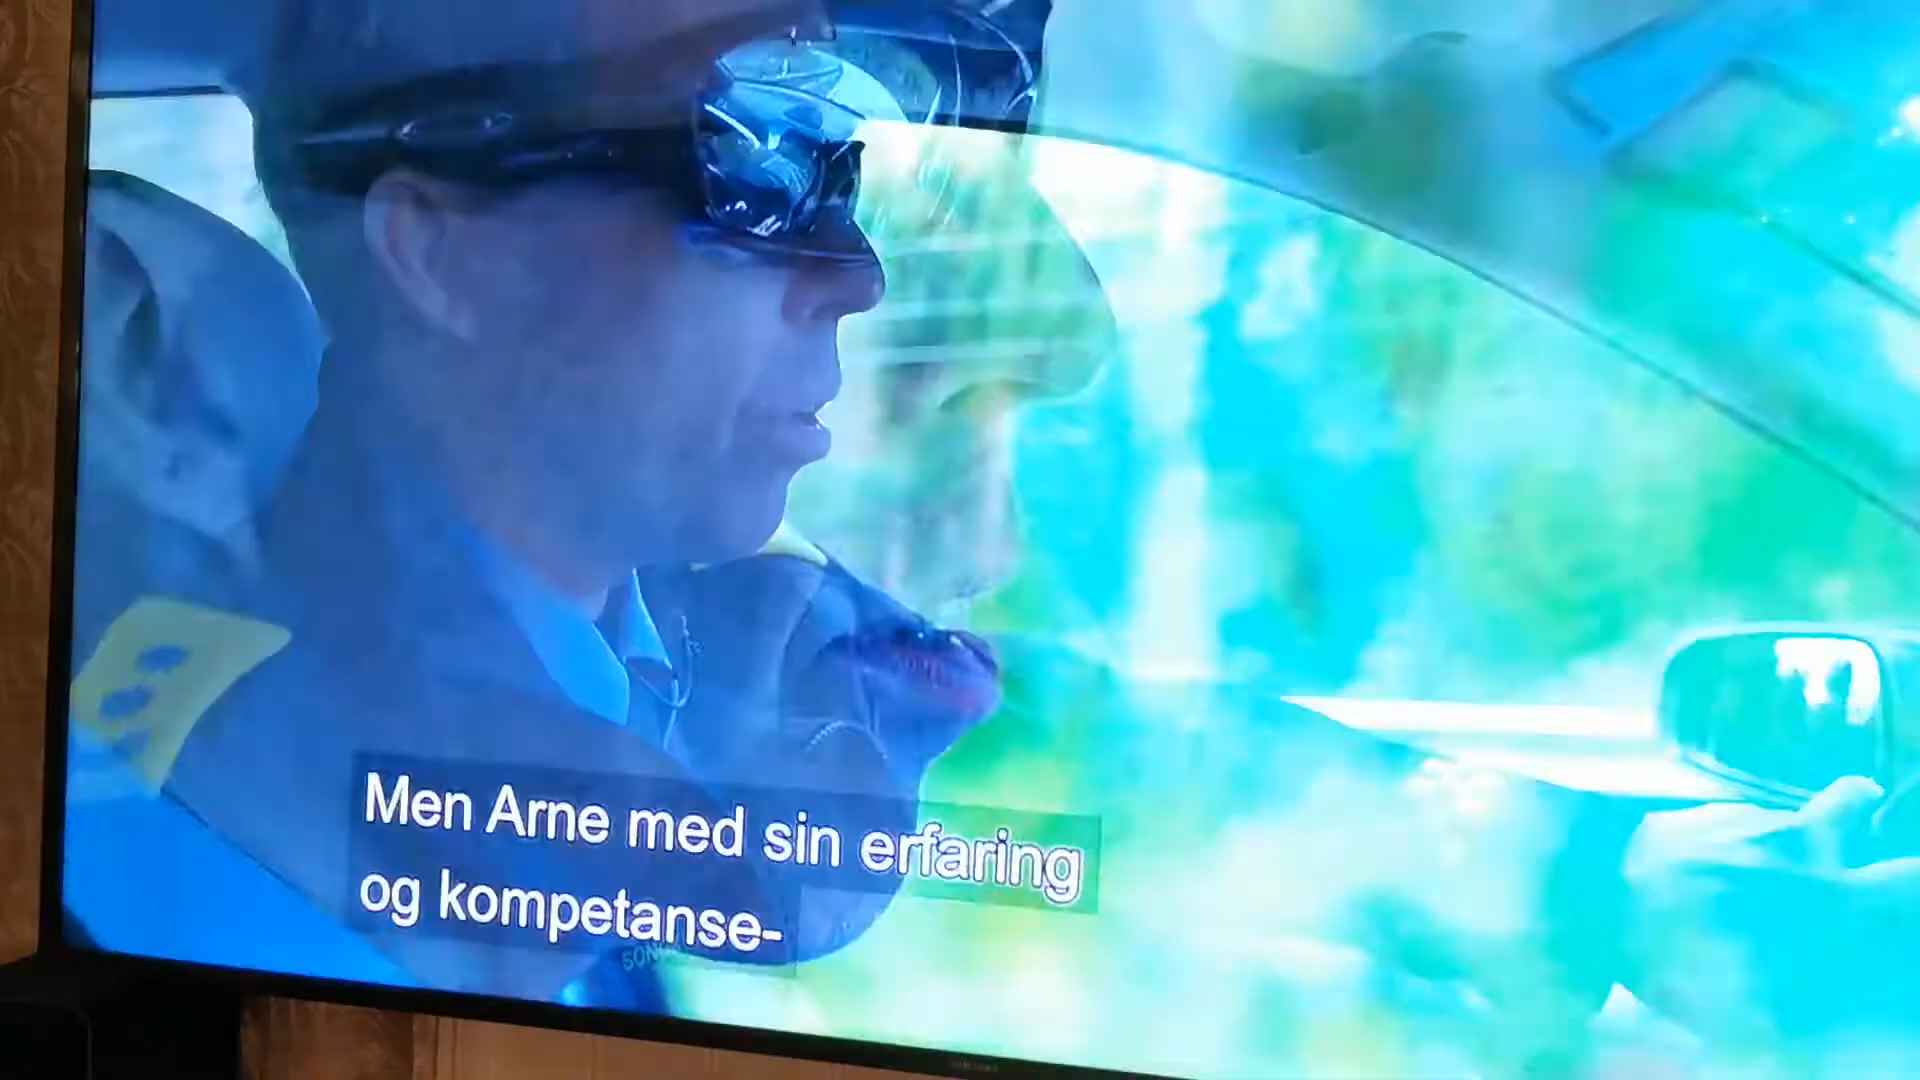 Men Arne med sin erfaring
og kompetanse-